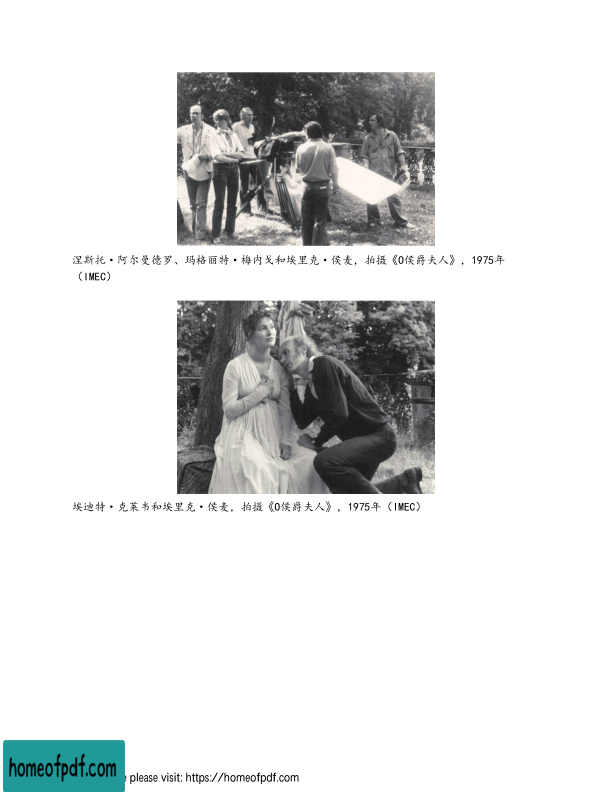 涅斯托·阿尔曼德罗、玛格丽特·梅内戈和埃里克·侯麦，拍摄《O侯爵夫人》，1975年
（IMEC）
埃迪特·克莱韦和埃里克·侯麦，拍摄《O侯爵夫人》，1975年（IMEC）
homeofpdf.com
e please visit: https://homeofpdf.com